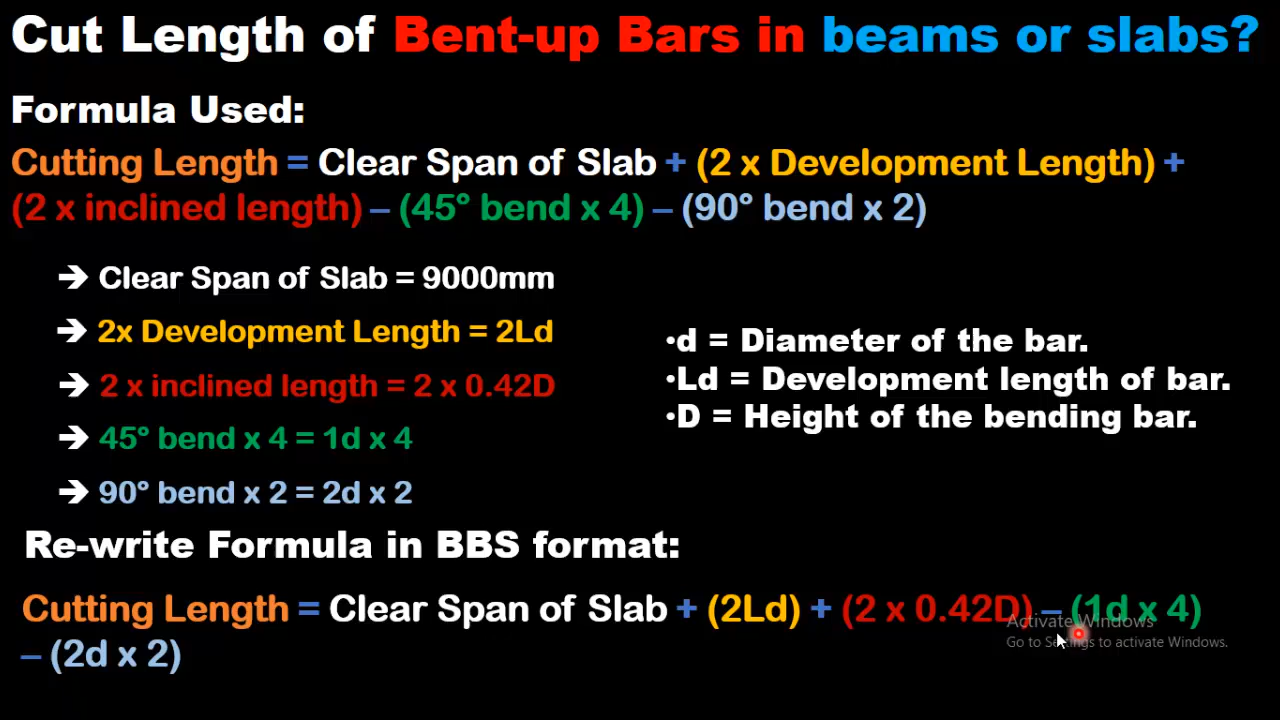 Cut Length of Bent-up Bars in beams or slabs?
Formula Used:
Cutting Length = Clear Span of Slab + (2 x Development Length) +
(2 x inclined length) – (45° bend x 4) – (90° bend x 2)
➔ Clear Span of Slab = 9000mm
➔ 2x Development Length = 2Ld
➔ 2 x inclined length = 2 x 0.42D
➔ 45° bend x 4 = 1d x 4
➔ 90° bend x 2 = 2d x 2
•d = Diameter of the bar.
•Ld = Development length of bar.
•D = Height of the bending bar.
Re-write Formula in BBS format:
Cutting Length = Clear Span of Slab + (2Ld) + (2 x 0.42D) – (1d x 4)
– (2d x 2)
Activate Windows
Go to Settings to activate Windows.